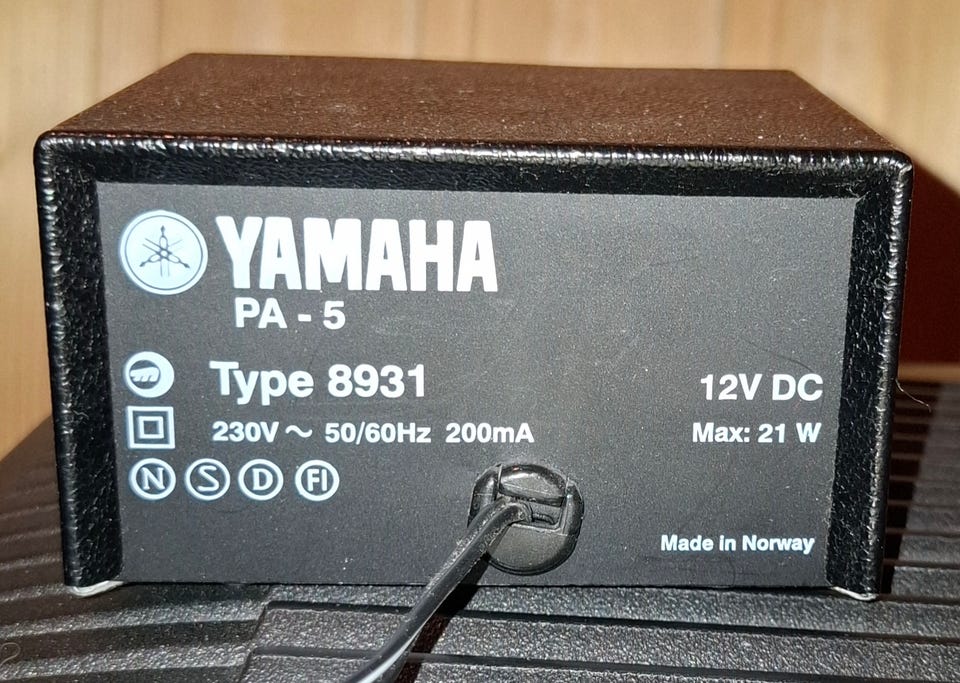 YAMAHA
PA - 5
Type 8931
12V DC
230V ~ 50/60Hz 200mA
Max: 21 W
N S D FI
Made in Norway